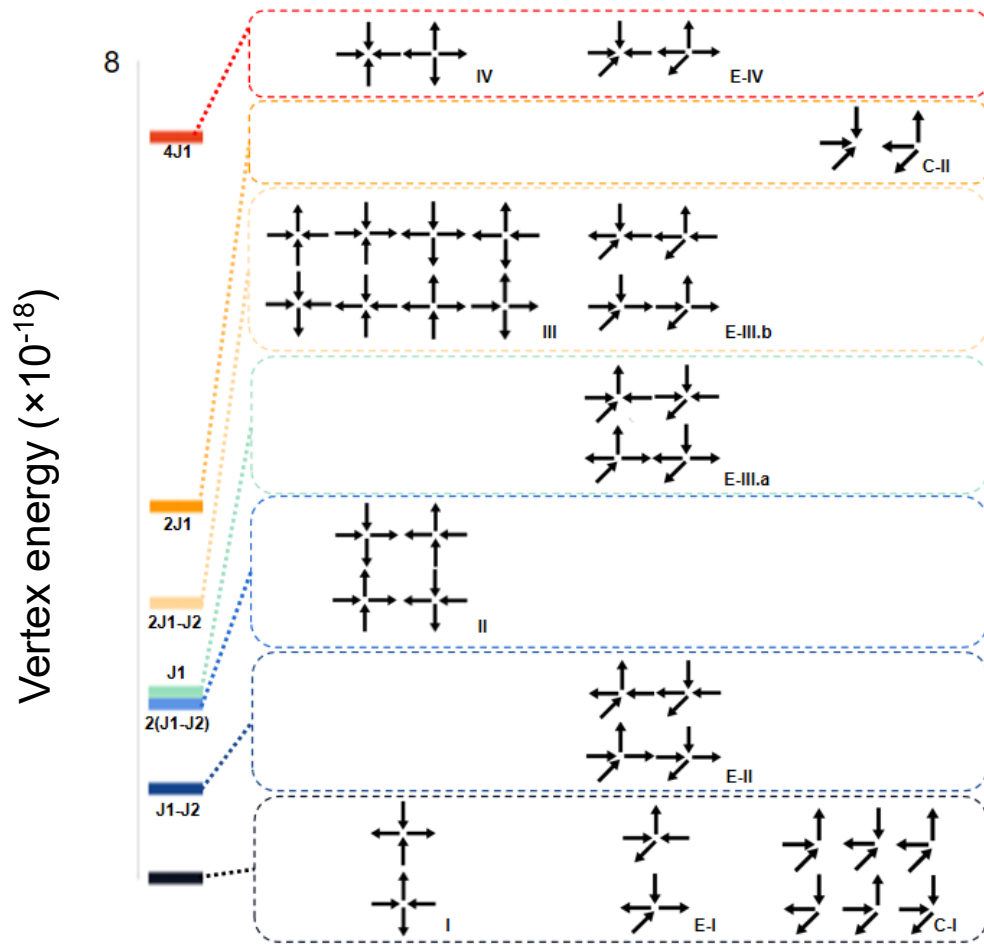 8
IV
E-IV
4J1
C-II
III
E-III.b
E-III.a
2J1
2J1-J2
J1
II
2(J1-J2)
E-II
J1-J2
I
E-I
C-I
Vertex energy (×10⁻¹⁸)